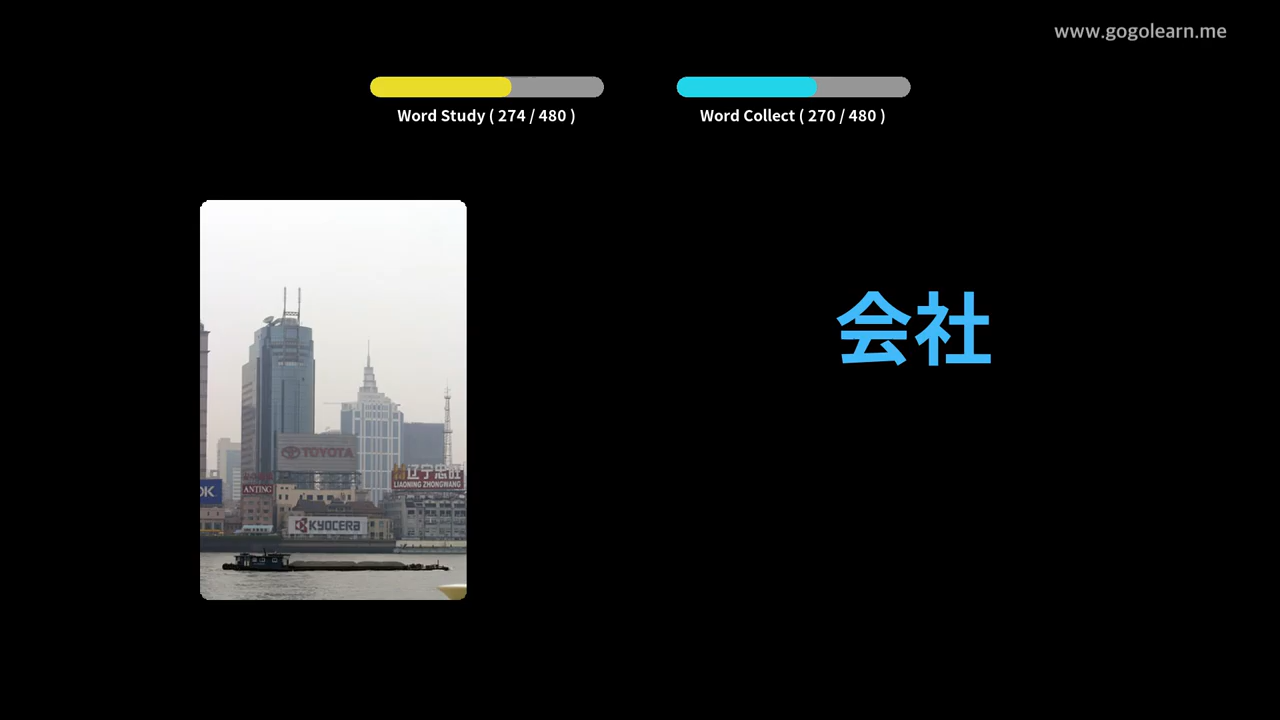 www.gogolearn.me
Word Study ( 274 / 480 )
Word Collect ( 270 / 480 )
会社
TOYOTA
辽宁忠旺
LIAONING ZHONGWANG
OK
ANTING
KYOCERA